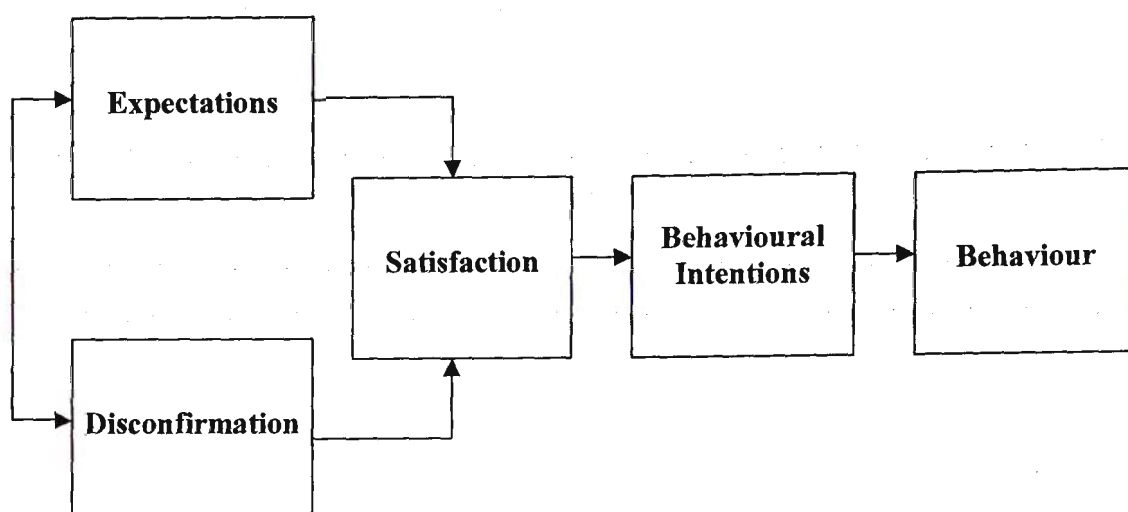 Expectations
Satisfaction
Behavioural
Intentions
Behaviour
Disconfirmation